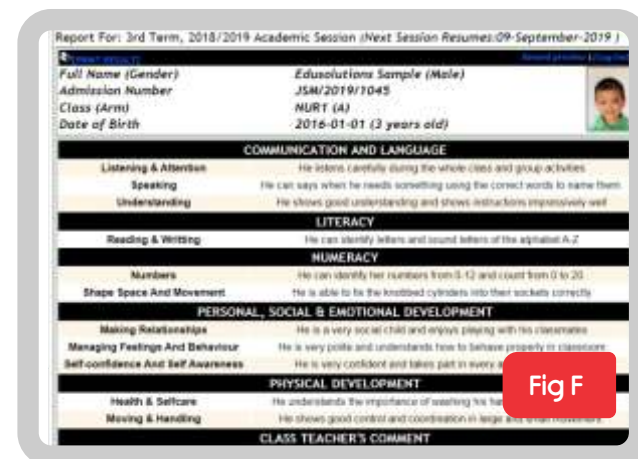 Report For: 3rd Term, 2018/2019 Academic Session (Next Session Resumes:09-September-2019 )
Full Name (Gender) Edusolutions Sample (Male)
Admission Number JSM/2019/1045
Class (Arm) NUR1 (A)
Date of Birth 2016-01-01 (3 years old)
COMMUNICATION AND LANGUAGE
Listening & Attention He listens carefully during the whole class and group activities
Speaking He can says when he needs something using the correct words to name them
Understanding He shows good understanding and shows instructions impressively well
LITERACY
Reading & Writting He can identify letters and sound letters of the alphabet A-Z
NUMERACY
Numbers He can identify her numbers from 0-12 and count from 0 to 20
Shape Space And Movement He is able to fix the knobbed cylinders into their sockets correctly
PERSONAL, SOCIAL & EMOTIONAL DEVELOPMENT
Making Relationships He is a very social child and enjoys playing with his classmates
Managing Feelings And Behaviour He is very polite and understands how to behave properly in classroom
Self-confidence And Self Awareness He is very confident and takes part in every
PHYSICAL DEVELOPMENT
Health & Selfcare He understands the importance of washing his
Moving & Handling He shows good control and coordination in large and small movement
CLASS TEACHER'S COMMENT
Fig F